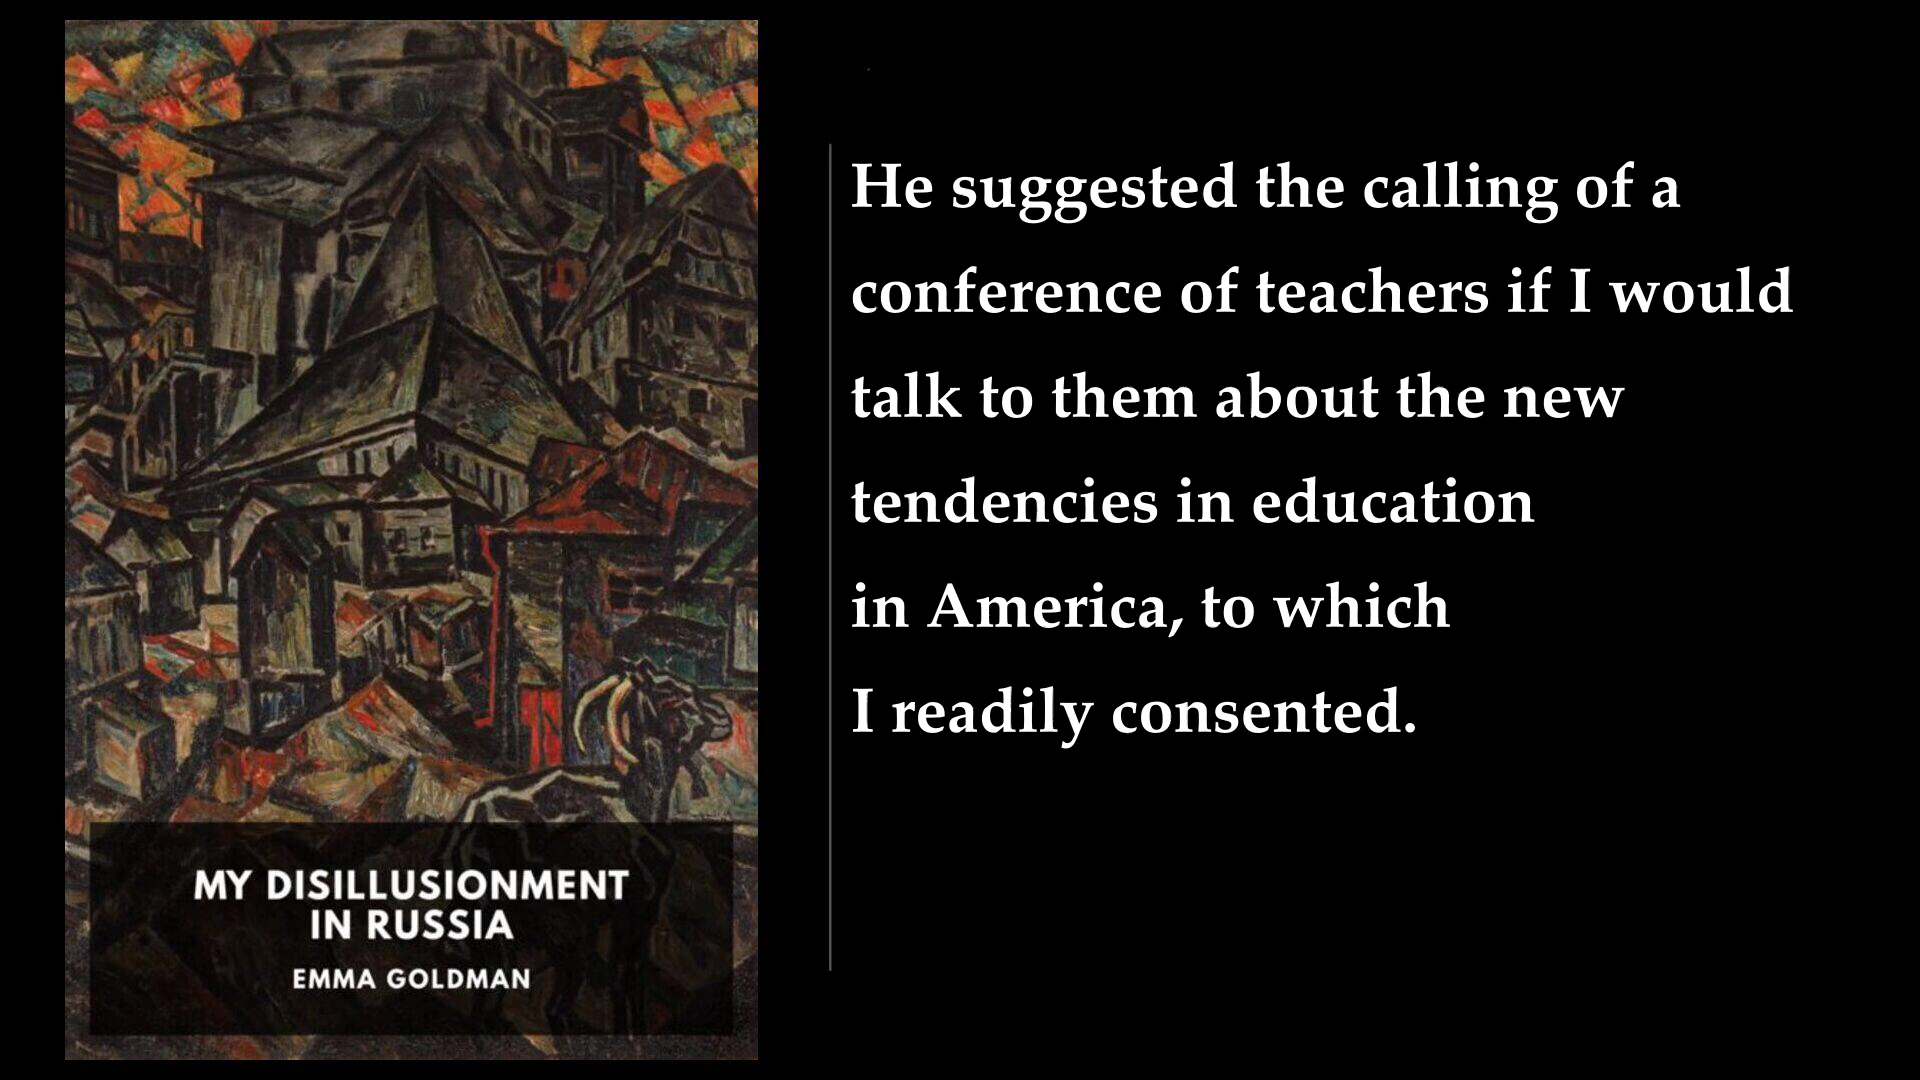 MY DISILLUSIONMENT
IN RUSSIA
EMMA GOLDMAN
He suggested the calling of a
conference of teachers if I would
talk to them about the new
tendencies in education
in America, to which
I readily consented.